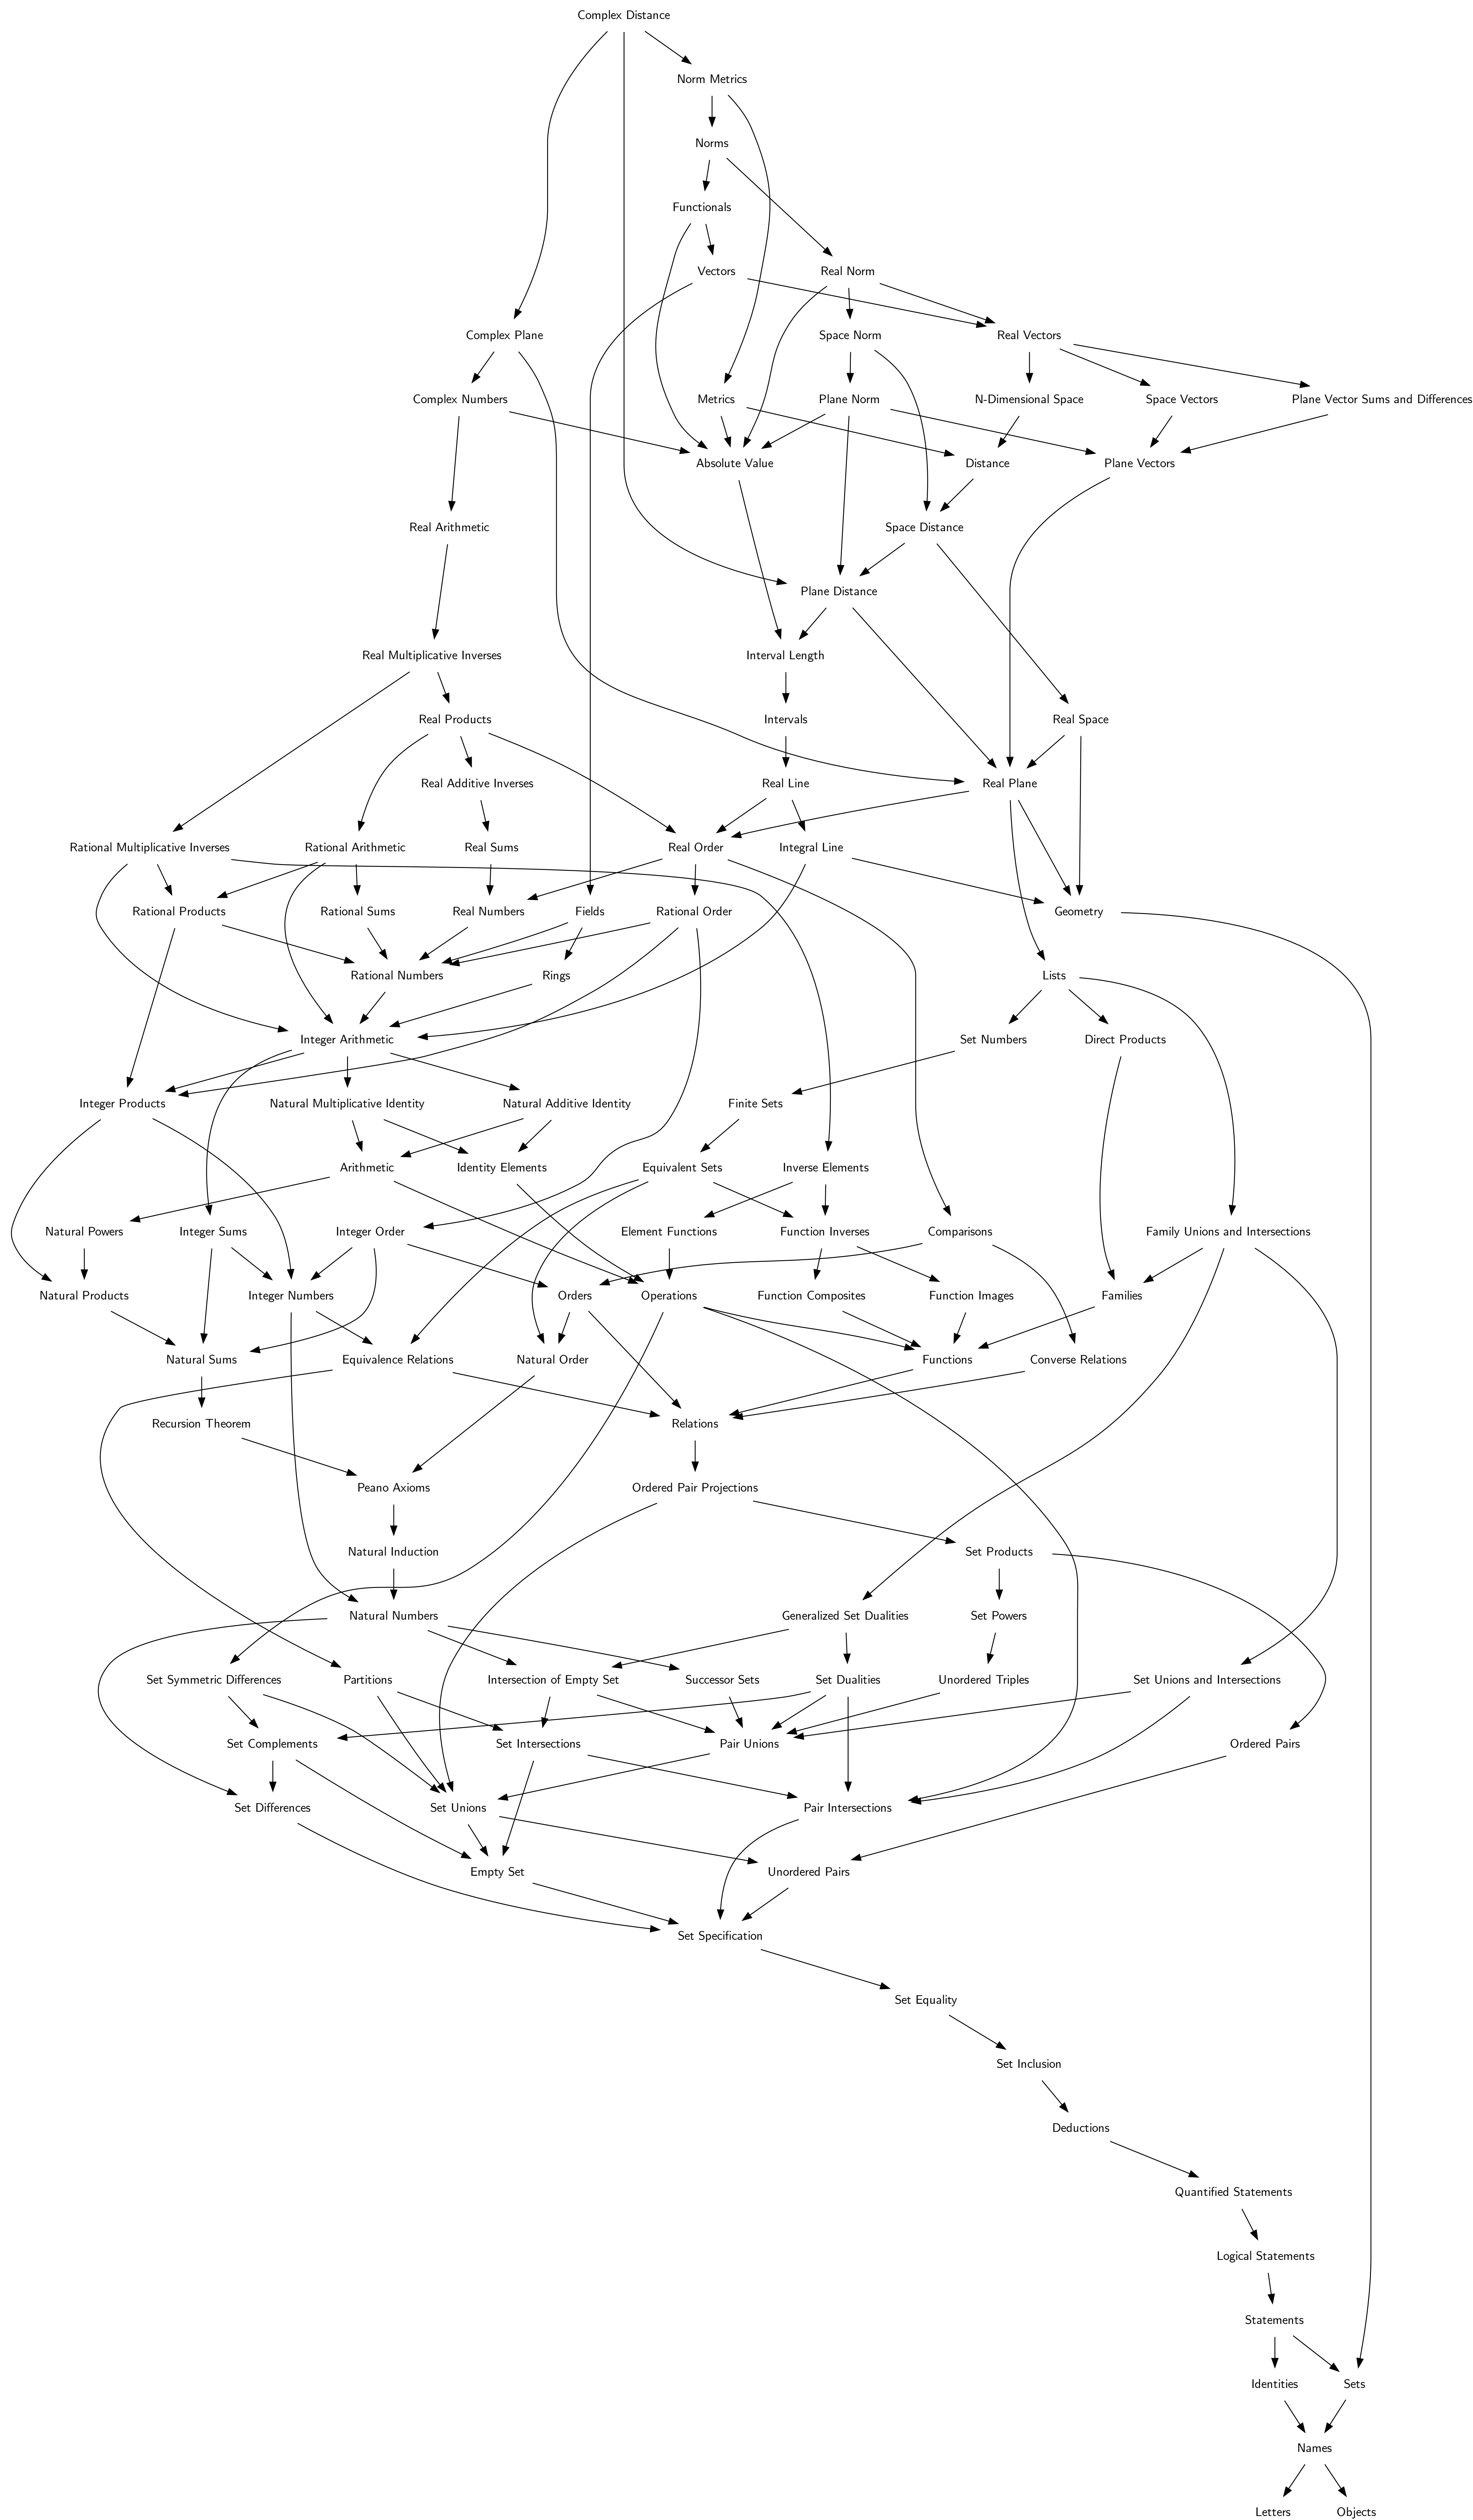 Complex Distance
Norm Metrics
Norms
Functionals
Vectors
Real Norm
Complex Plane
Space Norm
Real Vectors
Complex Numbers
Metrics
Plane Norm
N-Dimensional Space
Space Vectors
Plane Vector Sums and Differences
Absolute Value
Distance
Plane Vectors
Real Arithmetic
Space Distance
Plane Distance
Real Multiplicative Inverses
Interval Length
Real Products
Intervals
Real Space
Real Additive Inverses
Real Line
Real Plane
Rational Multiplicative Inverses
Rational Arithmetic
Real Sums
Real Order
Integral Line
Rational Products
Rational Sums
Real Numbers
Fields
Rational Order
Geometry
Rational Numbers
Rings
Lists
Integer Arithmetic
Set Numbers
Direct Products
Integer Products
Natural Multiplicative Identity
Natural Additive Identity
Finite Sets
Arithmetic
Identity Elements
Equivalent Sets
Inverse Elements
Natural Powers
Integer Sums
Integer Order
Element Functions
Function Inverses
Comparisons
Family Unions and Intersections
Natural Products
Integer Numbers
Orders
Operations
Function Composites
Function Images
Families
Natural Sums
Equivalence Relations
Natural Order
Functions
Converse Relations
Recursion Theorem
Relations
Peano Axioms
Ordered Pair Projections
Natural Induction
Set Products
Natural Numbers
Generalized Set Dualities
Set Powers
Set Symmetric Differences
Partitions
Intersection of Empty Set
Successor Sets
Set Dualities
Unordered Triples
Set Unions and Intersections
Set Complements
Set Intersections
Pair Unions
Ordered Pairs
Set Differences
Set Unions
Pair Intersections
Empty Set
Unordered Pairs
Set Specification
Set Equality
Set Inclusion
Deductions
Quantified Statements
Logical Statements
Statements
Identities
Sets
Names
Letters
Objects